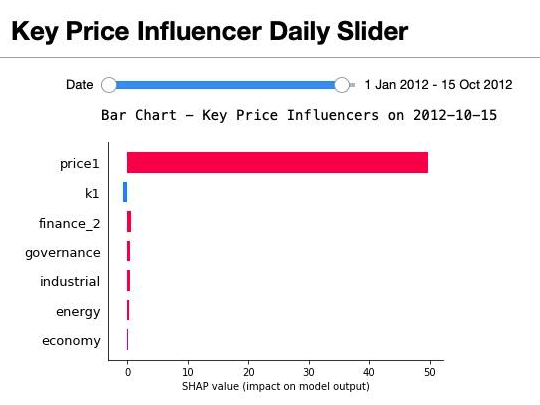 Key Price Influencer Daily Slider
Date 1 Jan 2012 - 15 Oct 2012
Bar Chart - Key Price Influencers on 2012-10-15
price1
k1
finance_2
governance
industrial
energy
economy
0 10 20 30 40 50
SHAP value (impact on model output)